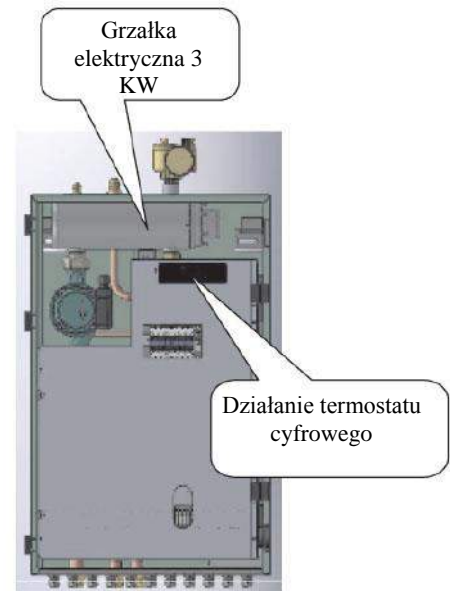 Grzałka
elektryczna 3
KW
Działanie termostatu
cyfrowego